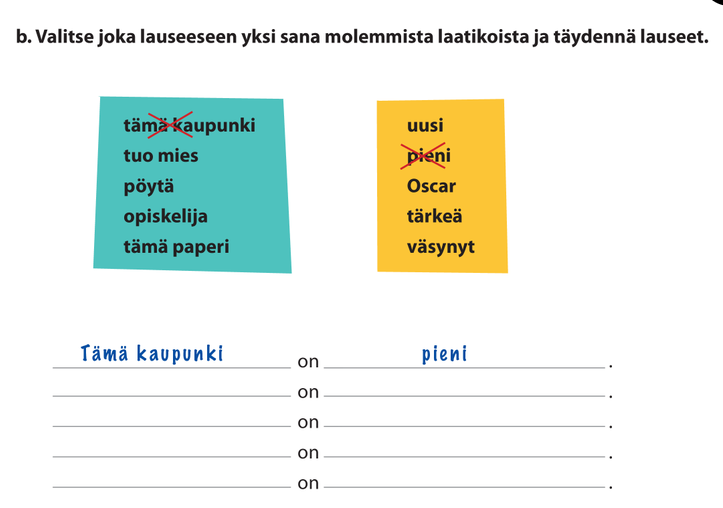 b. Valitse joka lauseeseen yksi sana molemmista laatikoista ja täydennä lauseet.
tämä kaupunki
tuo mies
pöytä
opiskelija
tämä paperi
uusi
pieni
Oscar
tärkeä
väsynyt
Tämä kaupunki on pieni .
on .
on .
on .
on .